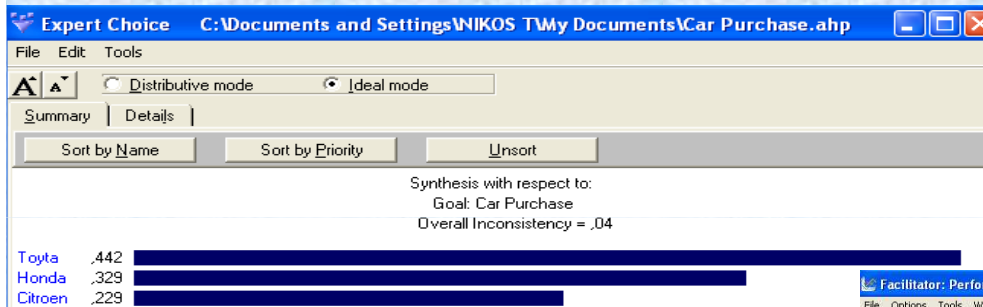 Expert Choice C:\Documents and Settings\NIKOS T\My Documents\Car Purchase.ahp
File Edit Tools
A A Distributive mode Ideal mode
Summary Details
Sort by Name Sort by Priority Unsort
Synthesis with respect to:
Goal: Car Purchase
Overall Inconsistency = ,04
Toyta ,442
Honda ,329
Citroen ,229
Facilitator: Perfo
File Options Tools W